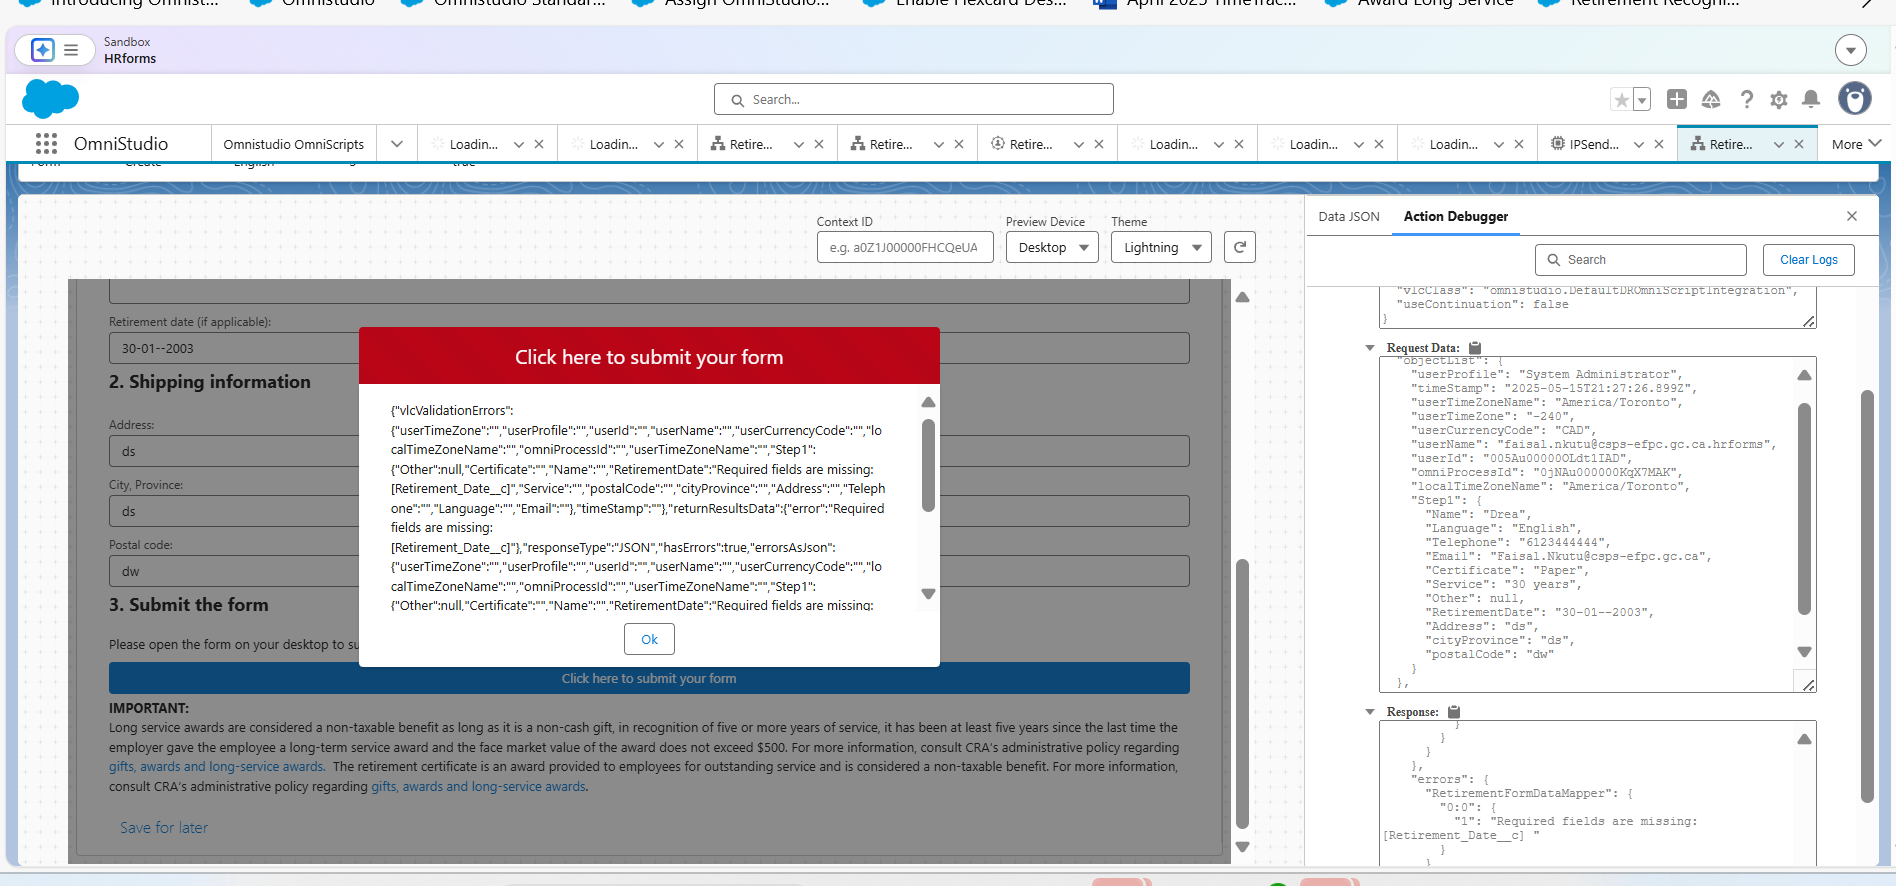 Introducing Omnist...
Omnistudio
Omnistudio Standar...
Assign OmniStudio...
Enable Flexcard Des...
April 2025 TimeTrac...
Award Long Service
Retirement Recogni...
Sandbox
HRforms
Search...
OmniStudio
Omnistudio OmniScripts
Loadin...
Loadin...
Retire...
Retire...
Retire...
Loadin...
Loadin...
Loadin...
IPSend...
Retire...
More
Form Create English 5 true
Context ID
e.g. a0Z1J00000FHCQeUA
Preview Device
Desktop
Theme
Lightning
Retirement date (if applicable):
30-01--2003
2. Shipping information
Address:
ds
City, Province:
ds
Postal code:
dw
3. Submit the form
Please open the form on your desktop to su
Click here to submit your form
IMPORTANT:
Long service awards are considered a non-taxable benefit as long as it is a non-cash gift, in recognition of five or more years of service, it has been at least five years since the last time the
employer gave the employee a long-term service award and the face market value of the award does not exceed $500. For more information, consult CRA's administrative policy regarding
gifts, awards and long-service awards. The retirement certificate is an award provided to employees for outstanding service and is considered a non-taxable benefit. For more information,
consult CRA's administrative policy regarding gifts, awards and long-service awards.
Save for later
Click here to submit your form
{"vlcValidationErrors":
{"userTimeZone":"","userProfile":"","userId":"","userName":"","userCurrencyCode":"","lo
calTimeZoneName":"","omniProcessId":"","userTimeZoneName":"","Step1":
{"Other":null,"Certificate":"","Name":"","RetirementDate":"Required fields are missing:
[Retirement_Date__c]","Service":"","postalCode":"","cityProvince":"","Address":"","Teleph
one":"","Language":"","Email":""},"timeStamp":""},"returnResultsData":{"error":"Required
fields are missing:
[Retirement_Date__c]"},"responseType":"JSON","hasErrors":true,"errorsAsJson":
{"userTimeZone":"","userProfile":"","userId":"","userName":"","userCurrencyCode":"","lo
calTimeZoneName":"","omniProcessId":"","userTimeZoneName":"","Step1":
{"Other":null,"Certificate":"","Name":"","RetirementDate":"Required fields are missing:
Ok
Data JSON
Action Debugger
Search
Clear Logs
"vlcClass": "omnistudio.DefaultDROmniScriptIntegration",
"useContinuation": false
}
Request Data:
"objectList": {
"userProfile": "System Administrator",
"timeStamp": "2025-05-15T21:27:26.899Z",
"userTimeZoneName": "America/Toronto",
"userTimeZone": "-240",
"userCurrencyCode": "CAD",
"userName": "faisal.nkutu@csps-efpc.gc.ca.hrforms",
"userId": "005Au00000OLdt1IAD",
"omniProcessId": "0jNAu000000KqX7MAK",
"localTimeZoneName": "America/Toronto",
"Step1": {
"Name": "Drea",
"Language": "English",
"Telephone": "6123444444",
"Email": "Faisal.Nkutu@csps-efpc.gc.ca",
"Certificate": "Paper",
"Service": "30 years",
"Other": null,
"RetirementDate": "30-01--2003",
"Address": "ds",
"cityProvince": "ds",
"postalCode": "dw"
}
},
Response:
}
}
}
},
"errors": {
"RetirementFormDataMapper": {
"0:0": {
"1": "Required fields are missing:
[Retirement_Date__c] "
}
}